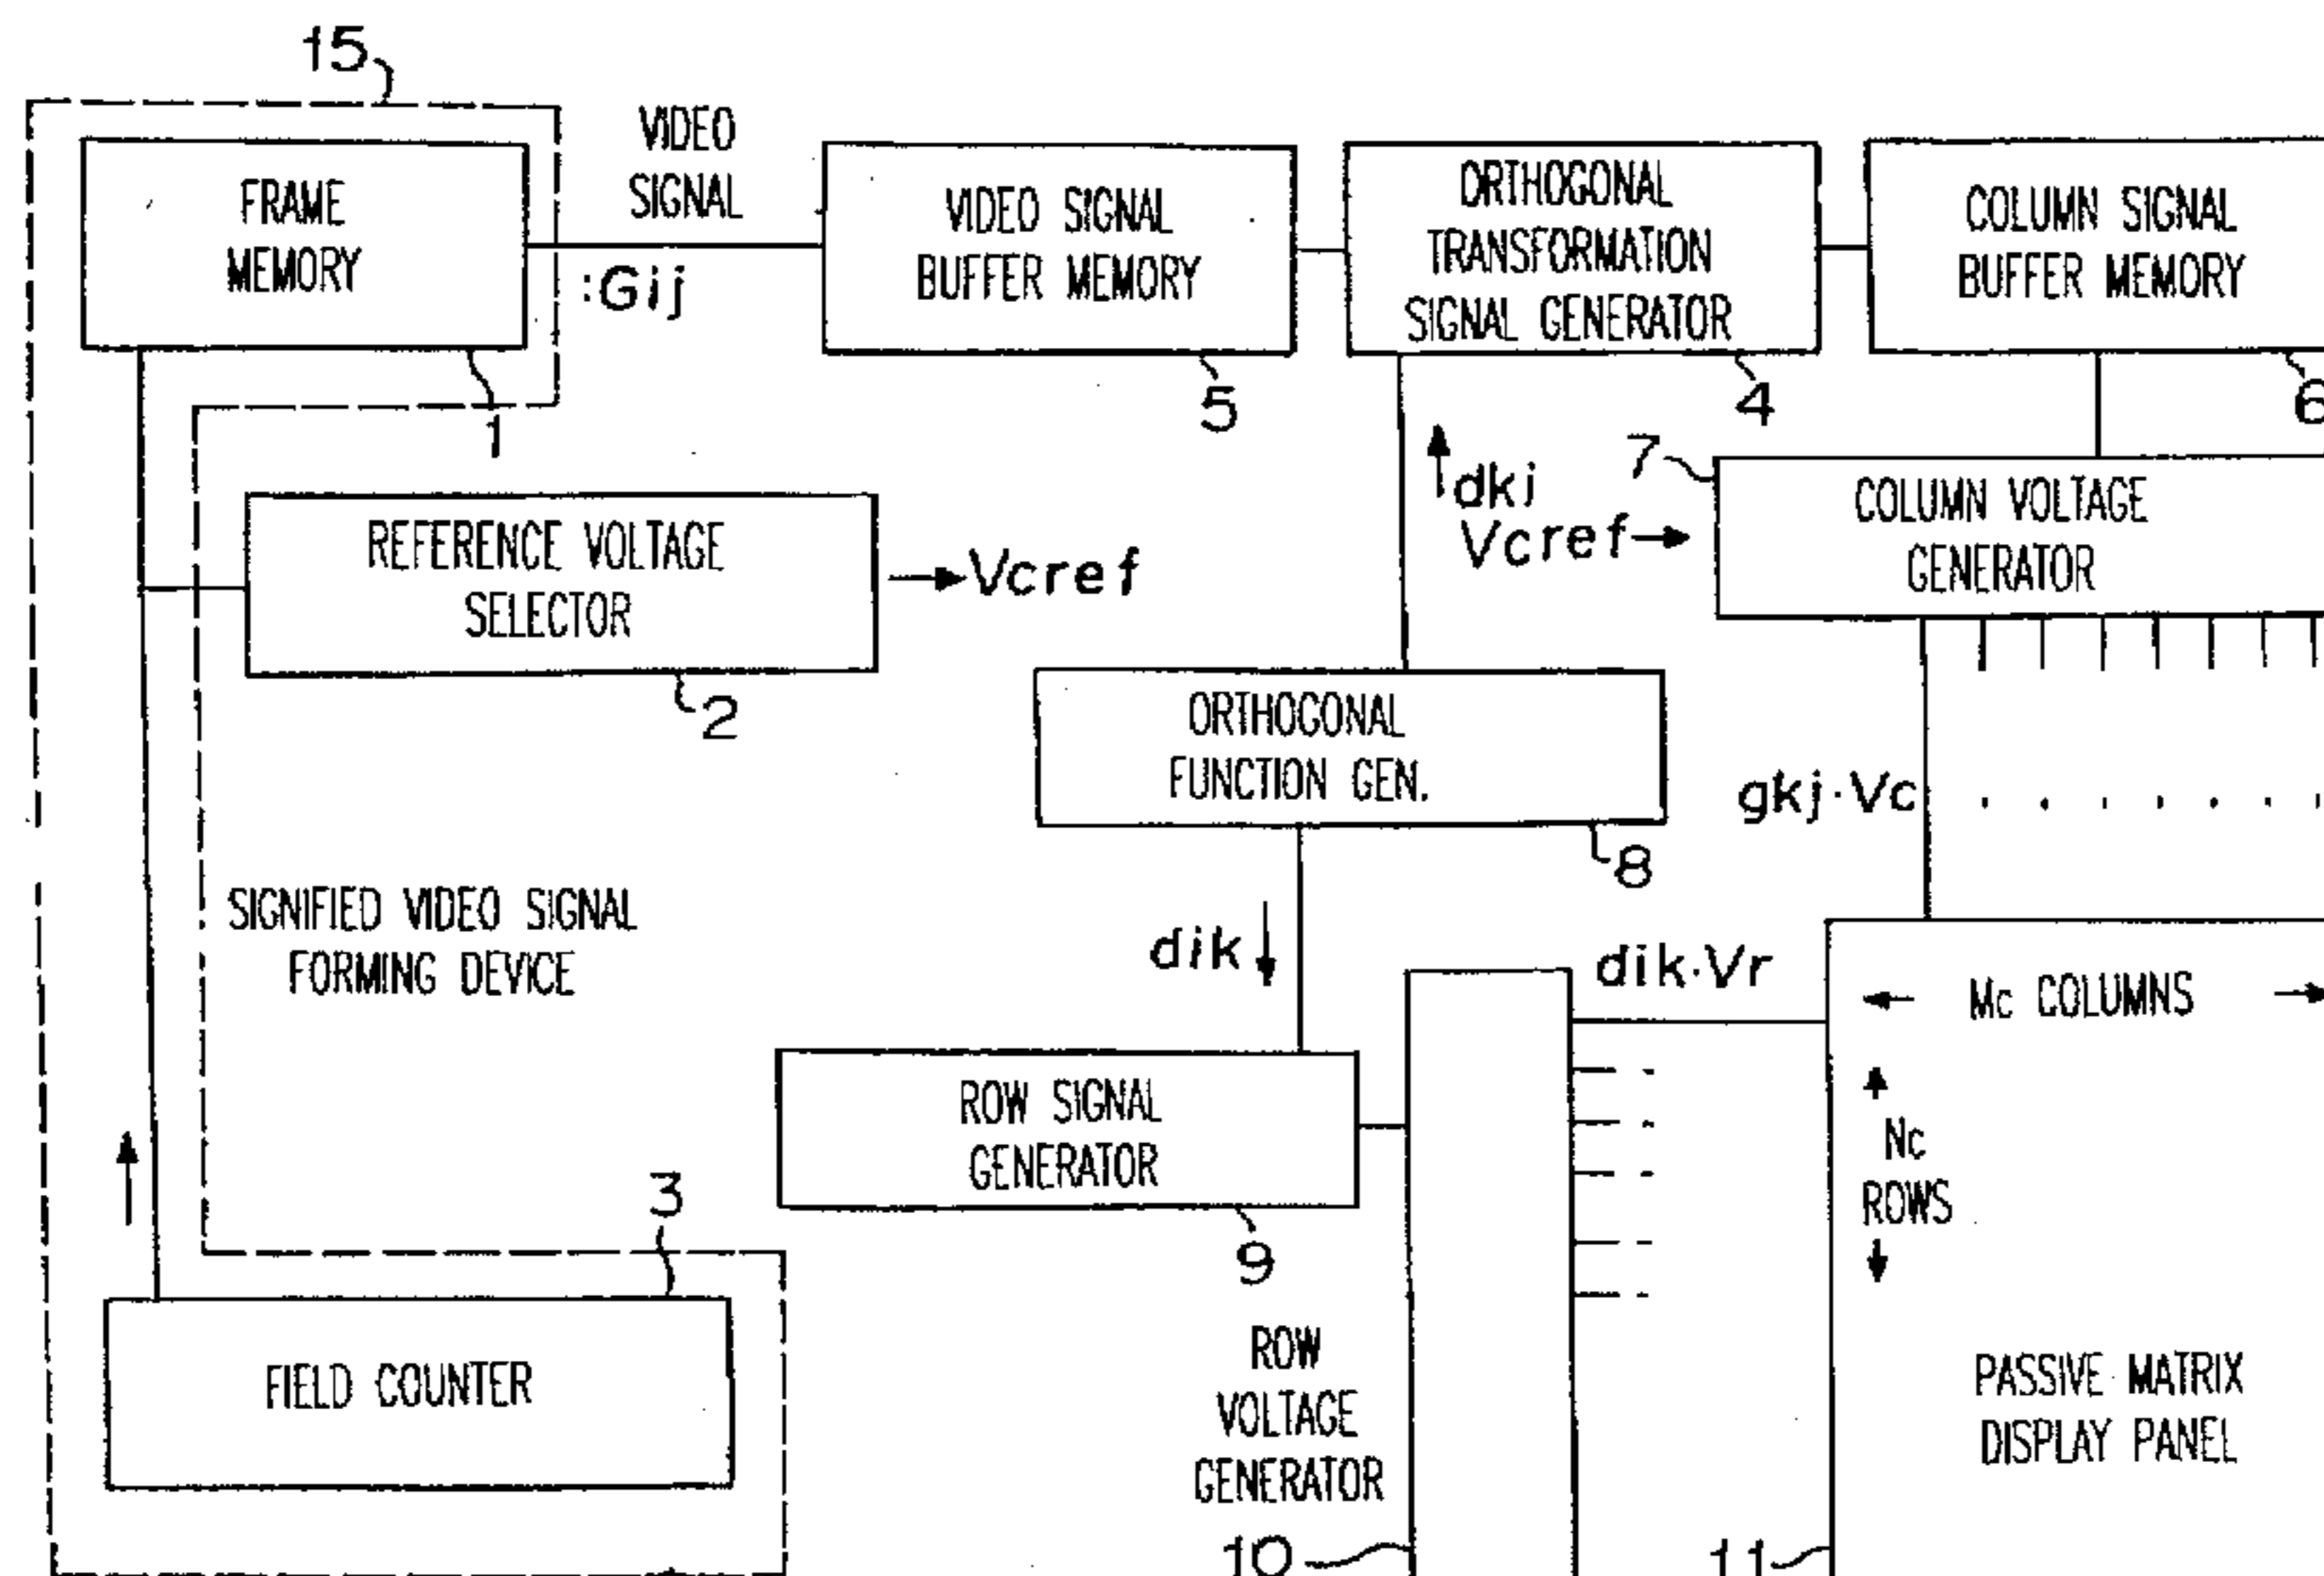 15
VIDEO
SIGNAL
FRAME
MEMORY
:Gij
1
VIDEO SIGNAL
BUFFER MEMORY
5
ORTHOGONAL
TRANSFORMATION
SIGNAL GENERATOR
4
COLUMN SIGNAL
BUFFER MEMORY
6
REFERENCE VOLTAGE
SELECTOR
2
Vcref
dki
Vcref
7
COLUMN VOLTAGE
GENERATOR
ORTHOGONAL
FUNCTION GEN.
8
gkj·Vc
SIGNIFIED VIDEO SIGNAL
FORMING DEVICE
dik
dik·Vr
Mc COLUMNS
Nc
ROWS
ROW SIGNAL
GENERATOR
9
3
FIELD COUNTER
ROW
VOLTAGE
GENERATOR
10
PASSIVE MATRIX
DISPLAY PANEL
11